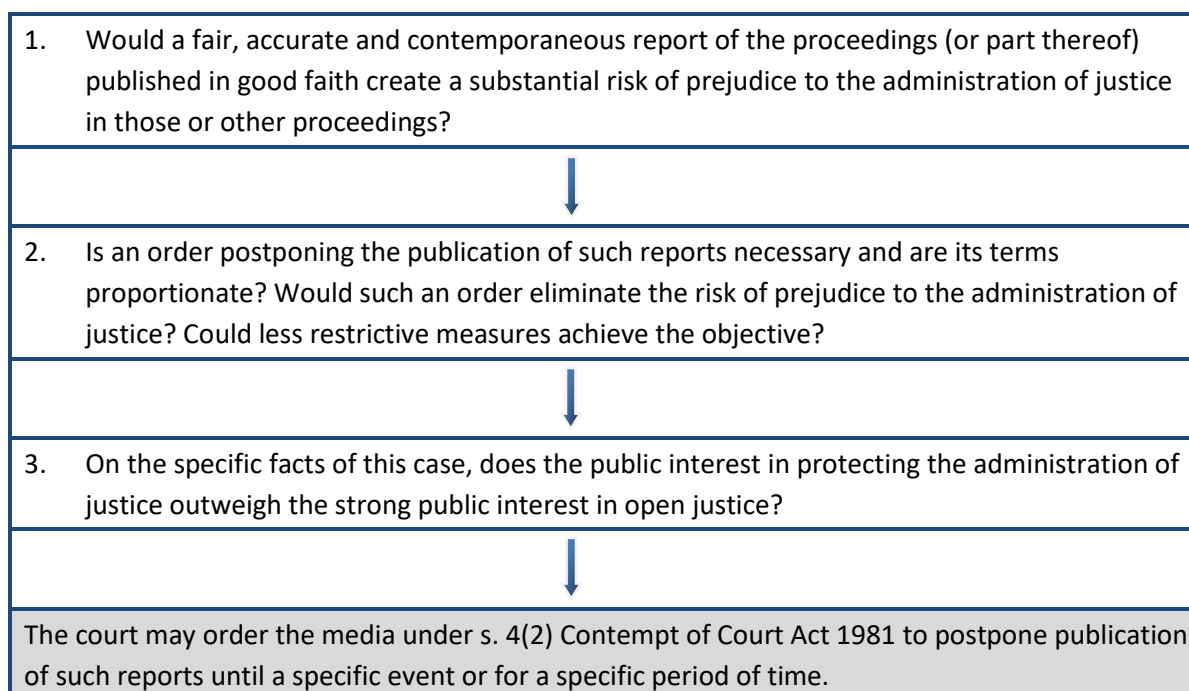 1. Would a fair, accurate and contemporaneous report of the proceedings (or part thereof)
published in good faith create a substantial risk of prejudice to the administration of justice
in those or other proceedings?
2. Is an order postponing the publication of such reports necessary and are its terms
proportionate? Would such an order eliminate the risk of prejudice to the administration of
justice? Could less restrictive measures achieve the objective?
3. On the specific facts of this case, does the public interest in protecting the administration of
justice outweigh the strong public interest in open justice?
The court may order the media under s. 4(2) Contempt of Court Act 1981 to postpone publication
of such reports until a specific event or for a specific period of time.